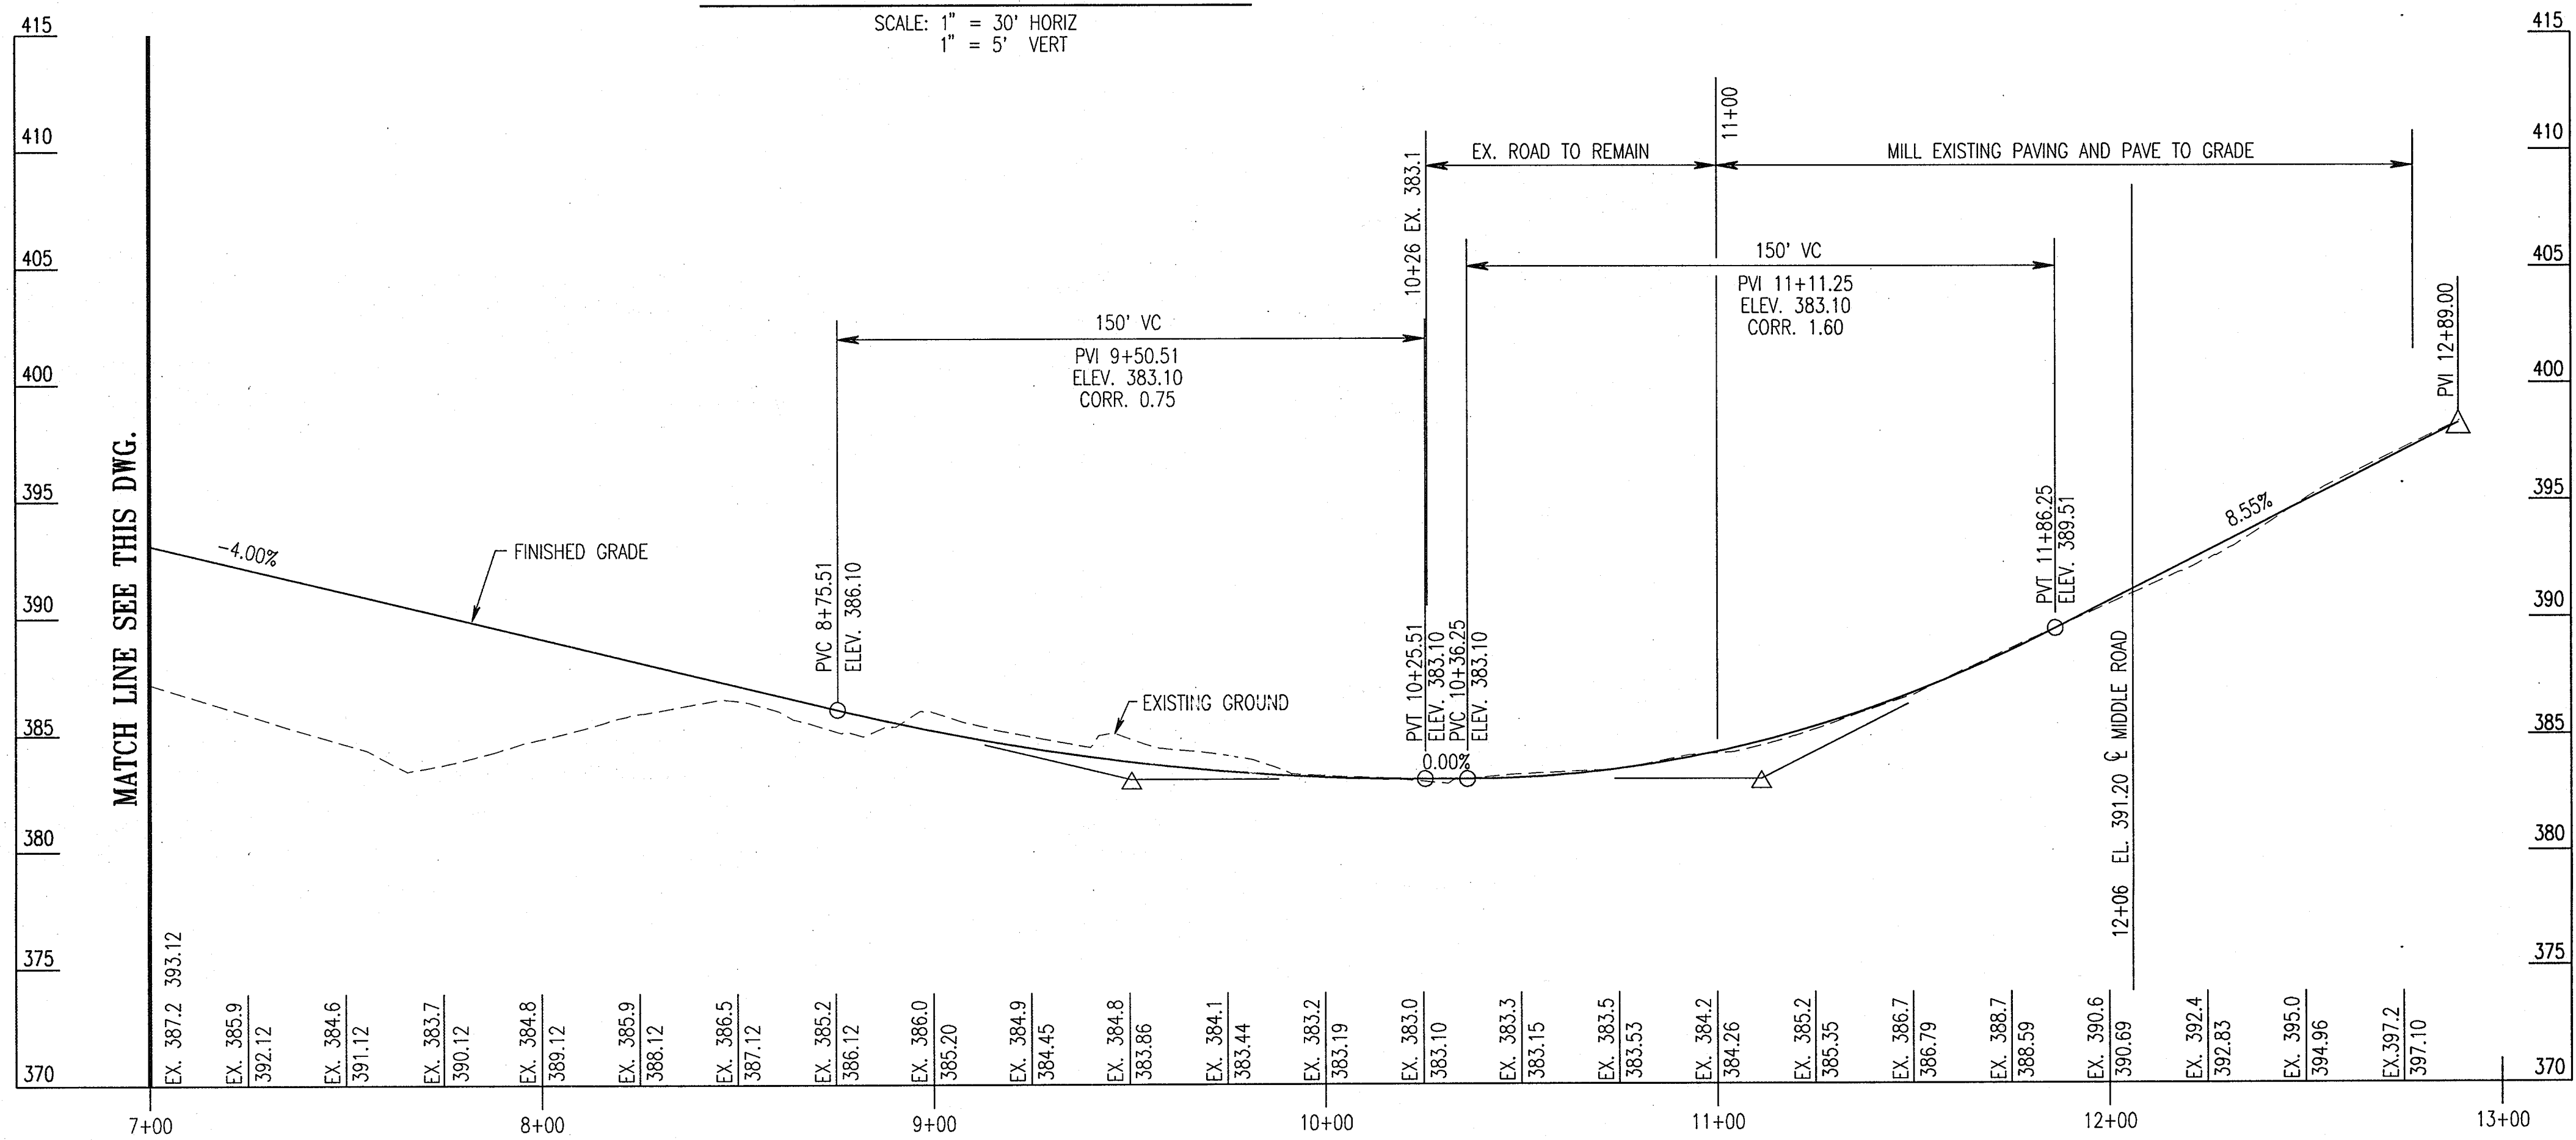 SCALE: 1" = 30' HORIZ
1" = 5' VERT
415
410
405
400
395
390
385
380
375
370
415
410
405
400
395
390
385
380
375
370
MATCH LINE SEE THIS DWG.
-4.00%
FINISHED GRADE
PVC 8+75.51
ELEV. 386.10
150' VC
PVI 9+50.51
ELEV. 383.10
CORR. 0.75
EXISTING GROUND
10+26 EX. 383.1
EX. ROAD TO REMAIN
11+00
MILL EXISTING PAVING AND PAVE TO GRADE
150' VC
PVI 11+11.25
ELEV. 383.10
CORR. 1.60
PVT 10+25.51
ELEV. 383.10
PVC 10+36.25
ELEV. 383.10
0.00%
PVT 11+86.25
ELEV. 389.51
8.55%
PVI 12+89.00
12+06 EL. 391.20 ℄ MIDDLE ROAD
EX. 387.2 393.12
EX. 385.9
392.12
EX. 384.6
391.12
EX. 383.7
390.12
EX. 384.8
389.12
EX. 385.9
388.12
EX. 386.5
387.12
EX. 385.2
386.12
EX. 386.0
385.20
EX. 384.9
384.45
EX. 384.8
383.86
EX. 384.1
383.44
EX. 383.2
383.19
EX. 383.0
383.10
EX. 383.3
383.15
EX. 383.5
383.53
EX. 384.2
384.26
EX. 385.2
385.35
EX. 386.7
386.79
EX. 388.7
388.59
EX. 390.6
390.69
EX. 392.4
392.83
EX. 395.0
394.96
EX.397.2
397.10
7+00
8+00
9+00
10+00
11+00
12+00
13+00